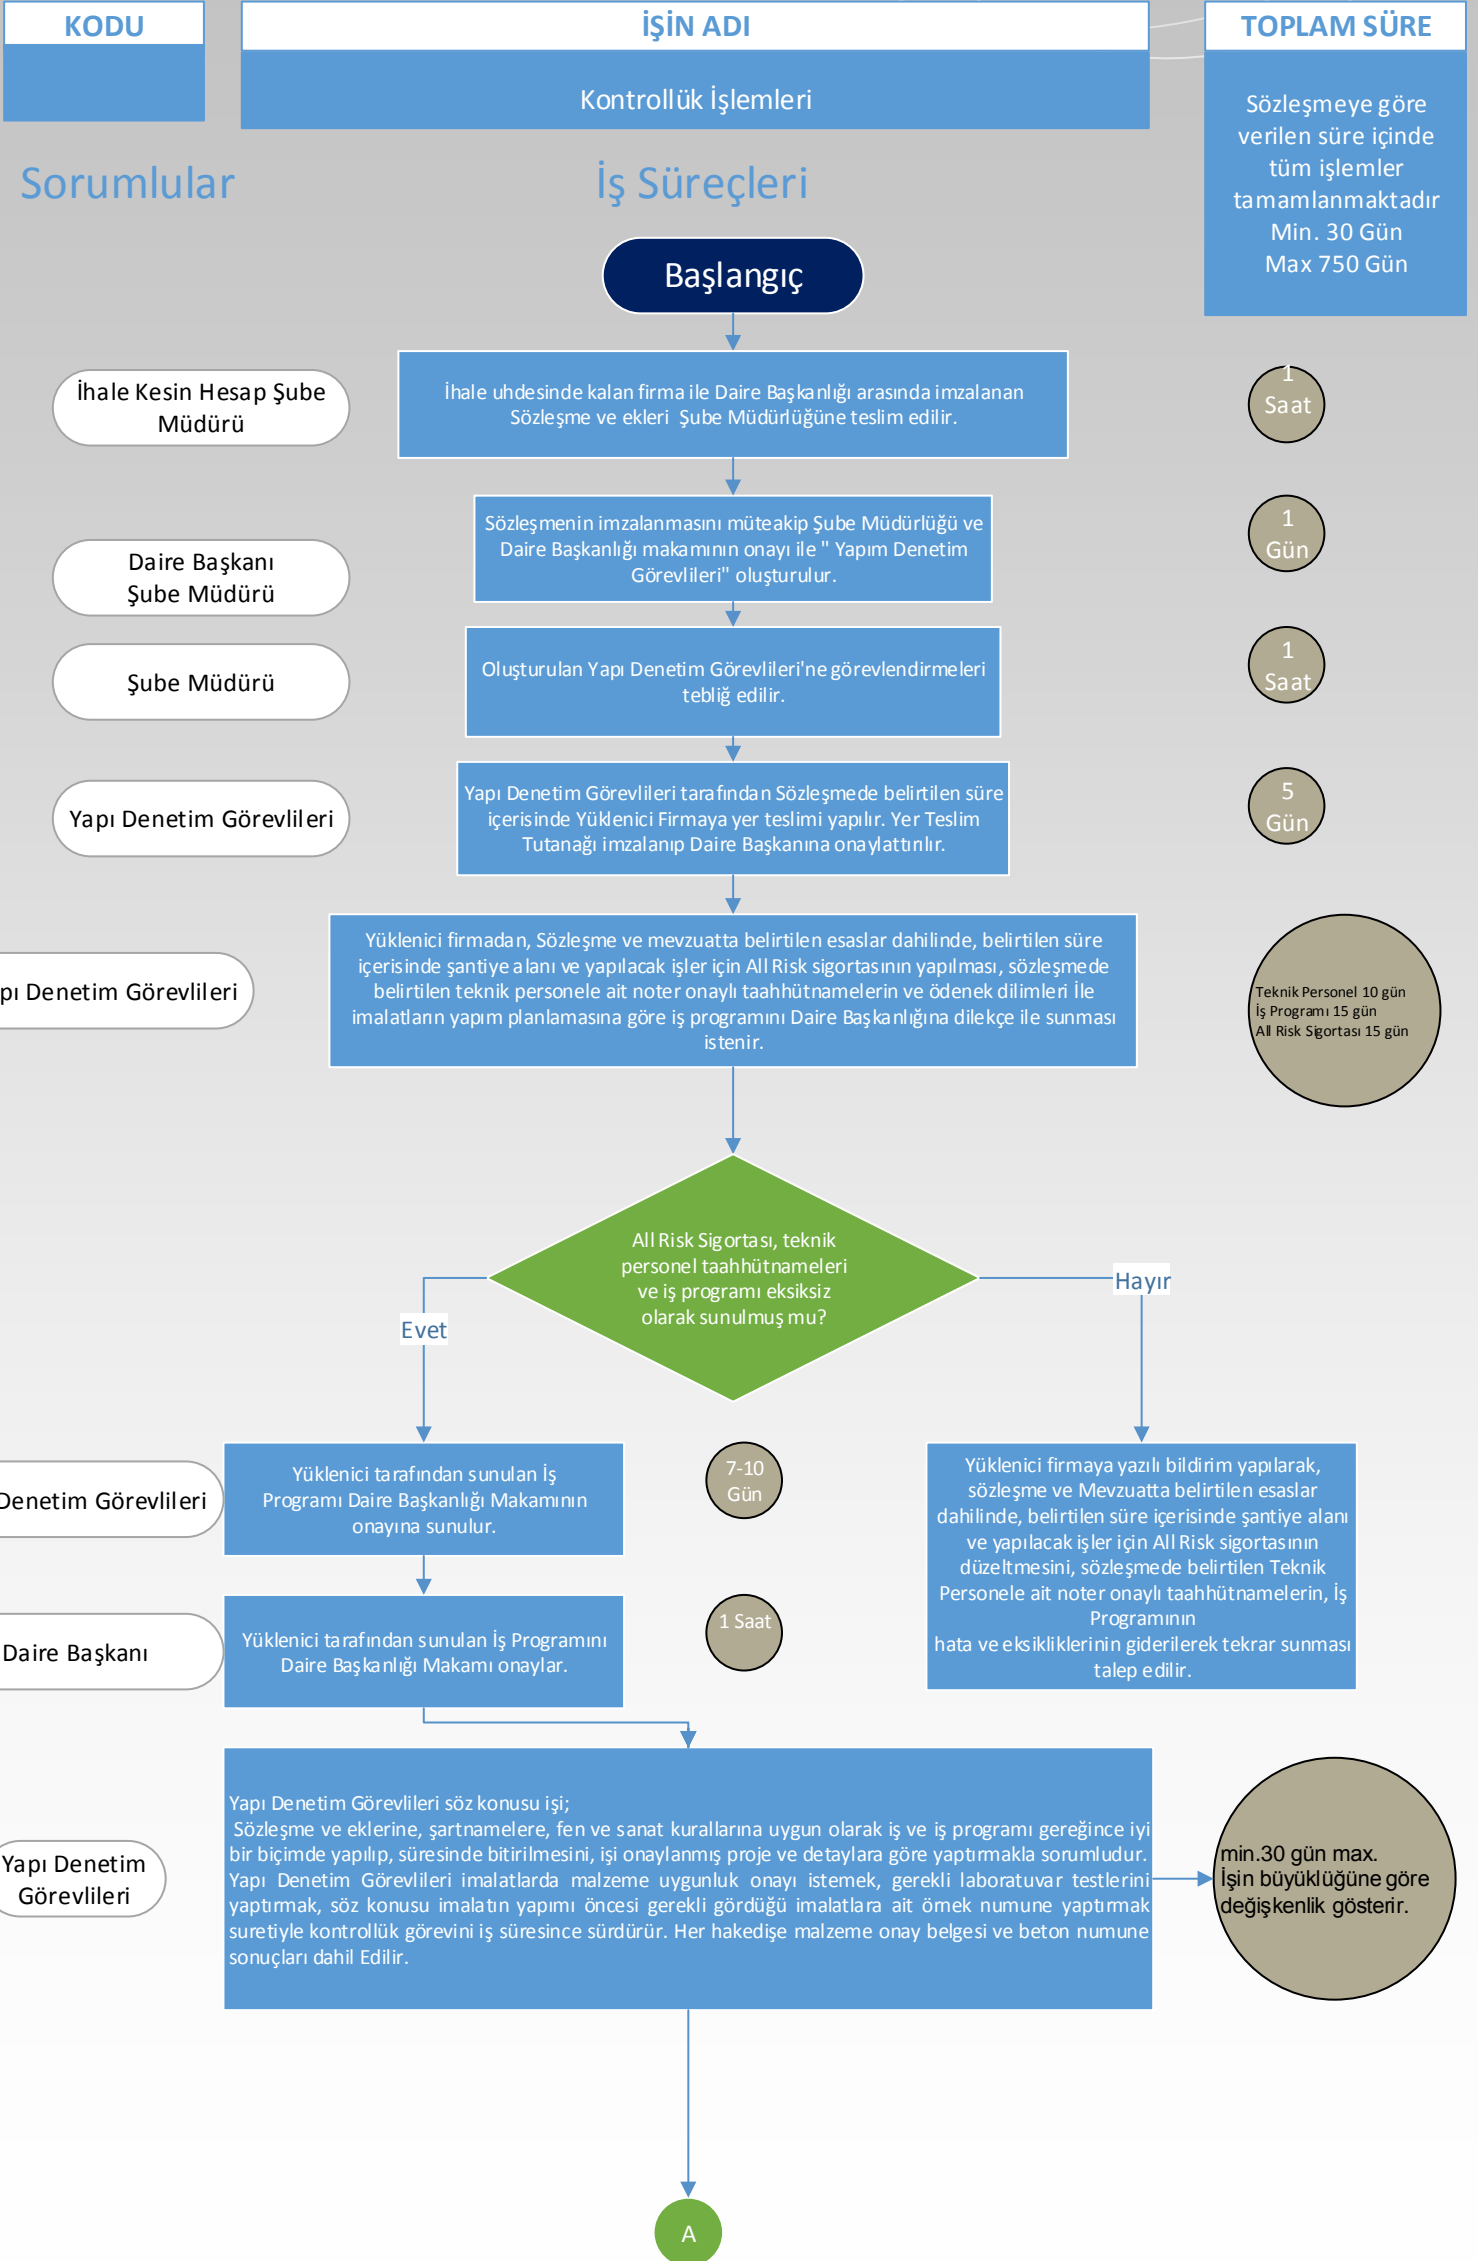 KODU
İŞİN ADI
TOPLAM SÜRE
Kontrollük İşlemleri
Sözleşmeye göre
verilen süre içinde
tüm işlemler
tamamlanmaktadır
Min. 30 Gün
Max 750 Gün
Sorumlular
İş Süreçleri
Başlangıç
İhale Kesin Hesap Şube
Müdürü
İhale uhdesinde kalan firma ile Daire Başkanlığı arasında imzalanan
Sözleşme ve ekleri Şube Müdürlüğüne teslim edilir.
1
Saat
Daire Başkanı
Şube Müdürü
Sözleşmenin imzalanmasını müteakip Şube Müdürlüğü ve
Daire Başkanlığı makamının onayı ile " Yapım Denetim
Görevlileri" oluşturulur.
1
Gün
Şube Müdürü
Oluşturulan Yapı Denetim Görevlileri'ne görevlendirmeleri
tebliğ edilir.
1
Saat
Yapı Denetim Görevlileri
Yapı Denetim Görevlileri tarafından Sözleşmede belirtilen süre
içerisinde Yüklenici Firmaya yer teslimi yapılır. Yer Teslim
Tutanağı imzalanıp Daire Başkanına onaylattırılır.
5
Gün
pı Denetim Görevlileri
Yüklenici firmadan, Sözleşme ve mevzuatta belirtilen esaslar dahilinde, belirtilen süre
içerisinde şantiye alanı ve yapılacak işler için All Risk sigortasının yapılması, sözleşmede
belirtilen teknik personele ait noter onaylı taahhütnamelerin ve ödenek dilimleri İle
imalatların yapım planlamasına göre iş programını Daire Başkanlığına dilekçe ile sunması
istenir.
Teknik Personel 10 gün
İş Programı 15 gün
All Risk Sigortası 15 gün
All Risk Sigortası, teknik
personel taahhütnameleri
ve iş programı eksiksiz
olarak sunulmuş mu?
Evet
Hayır
Denetim Görevlileri
Yüklenici tarafından sunulan İş
Programı Daire Başkanlığı Makamının
onayına sunulur.
7-10
Gün
Yüklenici firmaya yazılı bildirim yapılarak,
sözleşme ve Mevzuatta belirtilen esaslar
dahilinde, belirtilen süre içerisinde şantiye alanı
ve yapılacak işler için All Risk sigortasının
düzeltmesini, sözleşmede belirtilen Teknik
Personele ait noter onaylı taahhütnamelerin, İş
Programının
hata ve eksikliklerinin giderilerek tekrar sunması
talep edilir.
Daire Başkanı
Yüklenici tarafından sunulan İş Programını
Daire Başkanlığı Makamı onaylar.
1 Saat
Yapı Denetim
Görevlileri
Yapı Denetim Görevlileri söz konusu işi;
Sözleşme ve eklerine, şartnamelere, fen ve sanat kurallarına uygun olarak iş ve iş programı gereğince iyi
bir biçimde yapılıp, süresinde bitirilmesini, işi onaylanmış proje ve detaylara göre yaptırmakla sorumludur.
Yapı Denetim Görevlileri imalatlarda malzeme uygunluk onayı istemek, gerekli laboratuvar testlerini
yaptırmak, söz konusu imalatın yapımı öncesi gerekli gördüğü imalatlara ait örnek numune yaptırmak
suretiyle kontrollük görevini iş süresince sürdürür. Her hakedişe malzeme onay belgesi ve beton numune
sonuçları dahil Edilir.
min.30 gün max.
İşin büyüklüğüne göre
değişkenlik gösterir.
A